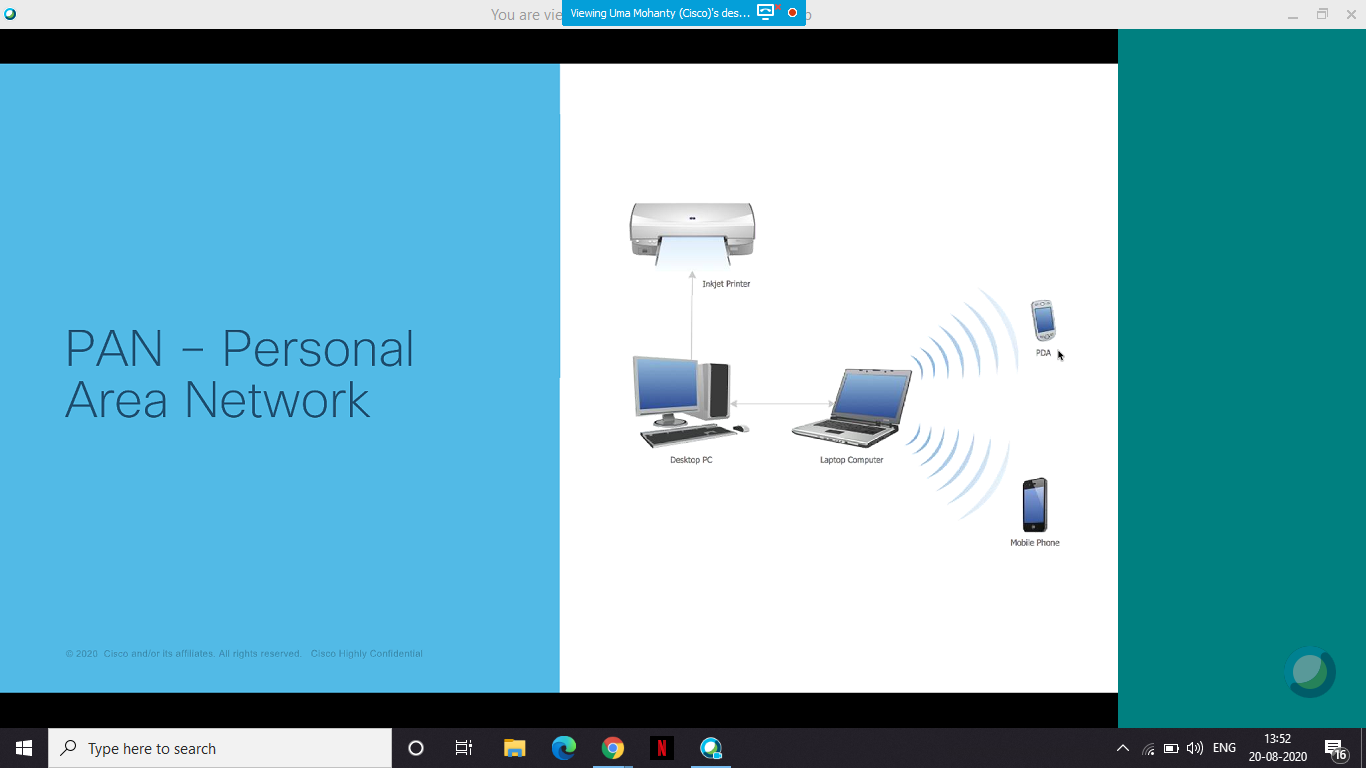 You are vie
Viewing Uma Mohanty (Cisco)'s des...
Inkjet Printer
PDA
PAN – Personal
Area Network
Desktop PC
Laptop Computer
Mobile Phone
© 2020 Cisco and/or its affiliates. All rights reserved. Cisco Highly Confidential
Type here to search
N
ENG
13:52
20-08-2020
16